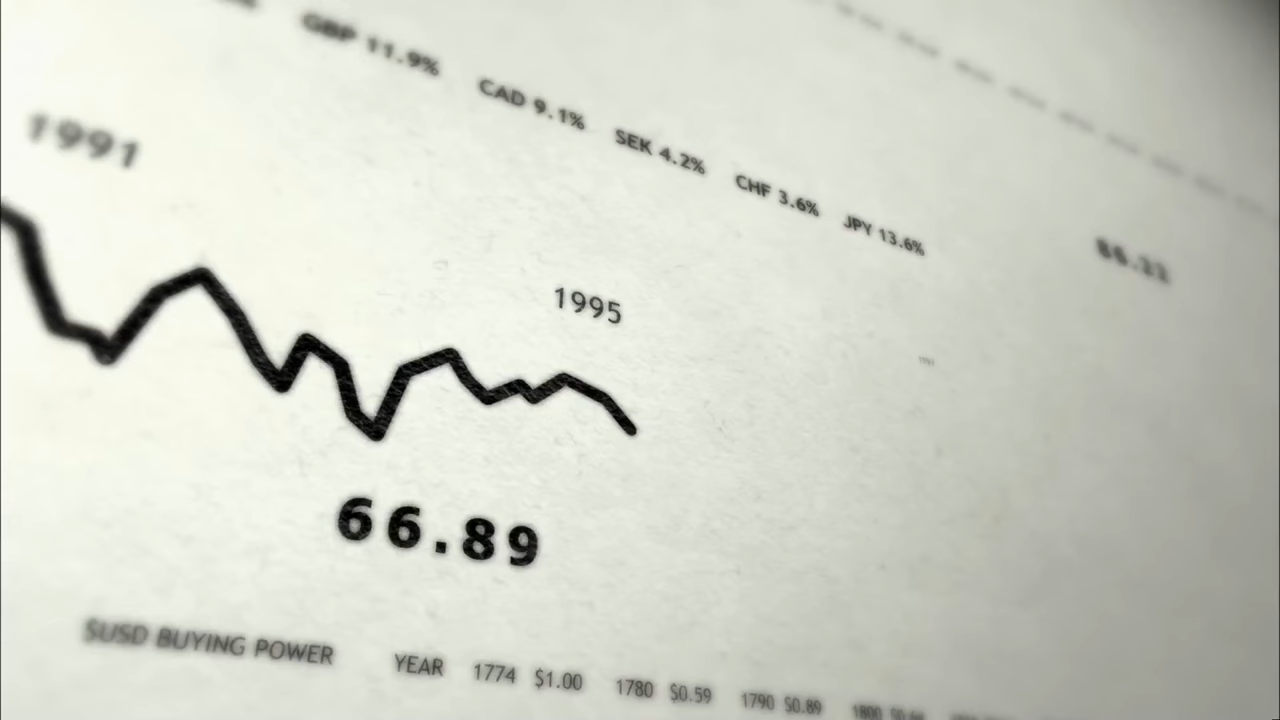 GBP 11.9% CAD 9.1% SEK 4.2% CHF 3.6% JPY 13.6%
1991
1995
66.89
$USD BUYING POWER YEAR 1774 $1.00 1780 $0.59 1790 $0.89 1800